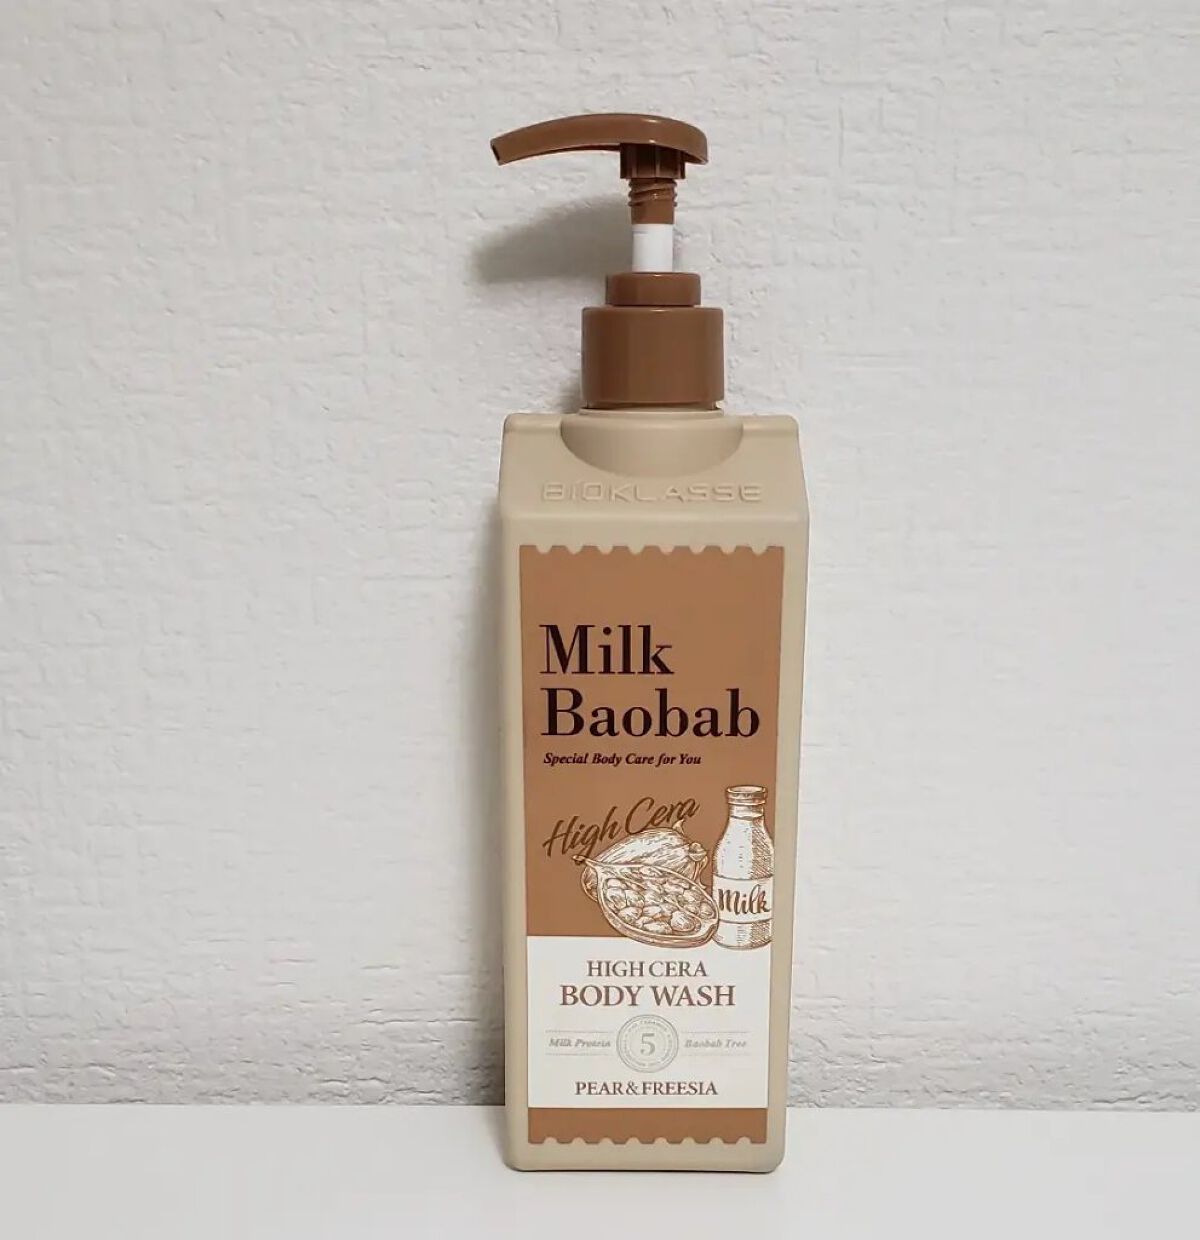 BIOKLASSE
Milk
Baobab
Special Body Care for You
High Cera
Milk
HIGH CERA
BODY WASH
Milk Protein 5 Baobab Tree
PEAR&FREESIA